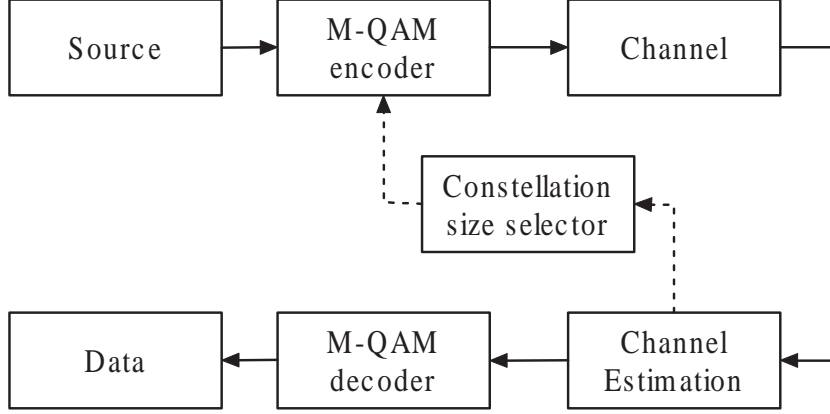 Source
M-QAM
encoder
Channel
Constellation
size selector
Data
M-QAM
decoder
Channel
Estimation